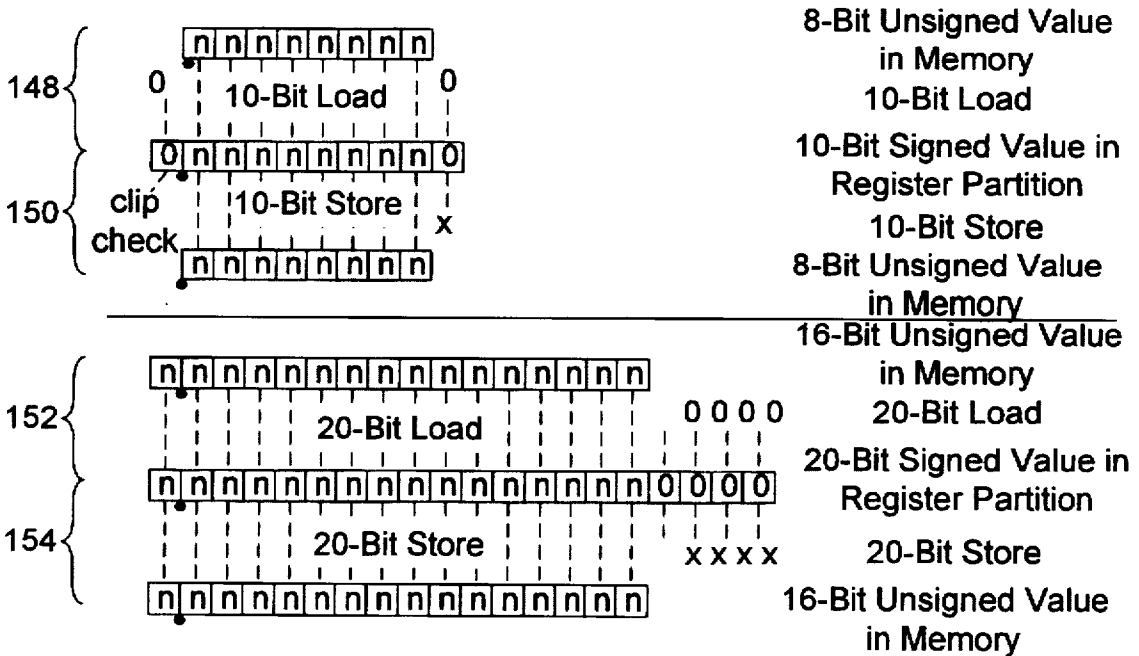 n n n n n n n n
8-Bit Unsigned Value
in Memory
148
0
10-Bit Load
0
10-Bit Load
0 n n n n n n n n 0
10-Bit Signed Value in
Register Partition
150
clip
check
10-Bit Store
x
10-Bit Store
n n n n n n n n
8-Bit Unsigned Value
in Memory
n n n n n n n n n n n n n n n n
16-Bit Unsigned Value
in Memory
152
20-Bit Load
0 0 0 0
20-Bit Load
n n n n n n n n n n n n n n n n 0 0 0 0
20-Bit Signed Value in
Register Partition
154
20-Bit Store
x x x x
20-Bit Store
n n n n n n n n n n n n n n n n
16-Bit Unsigned Value
in Memory